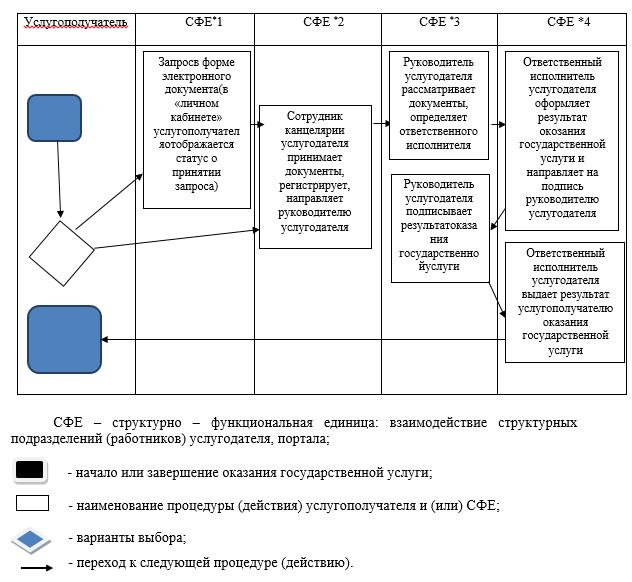 Услугополучатель
СФЕ*1
СФЕ *2
СФЕ *3
СФЕ *4
Запросв форме
электронного
документа(в
«личном
кабинете»
услугополучател
яотображается
статус о
принятии
запроса)
Сотрудник
канцелярии
услугодателя
принимает
документы,
регистрирует,
направляет
руководителю
услугодателя
Руководитель
услугодателя
рассматривает
документы,
определяет
ответственного
исполнителя
Руководитель
услугодателя
подписывает
результатоказа
ния
государственно
йуслуги
Ответственный
исполнитель
услугодателя
оформляет
результат
окозания
государственной
услуги и
направляет на
подпись
руководителю
услугодателя
Ответственный
исполнитель
услугодателя
выдает результат
услугополучателю
оказания
государственной
услуги
СФЕ – структурно – функциональная единица: взаимодействие структурных
подразделений (работников) услугодателя, портала;
- начало или завершение оказания государственной услуги;
- наименование процедуры (действия) услугополучателя и (или) СФЕ;
- варианты выбора;
- переход к следующей процедуре (действию).